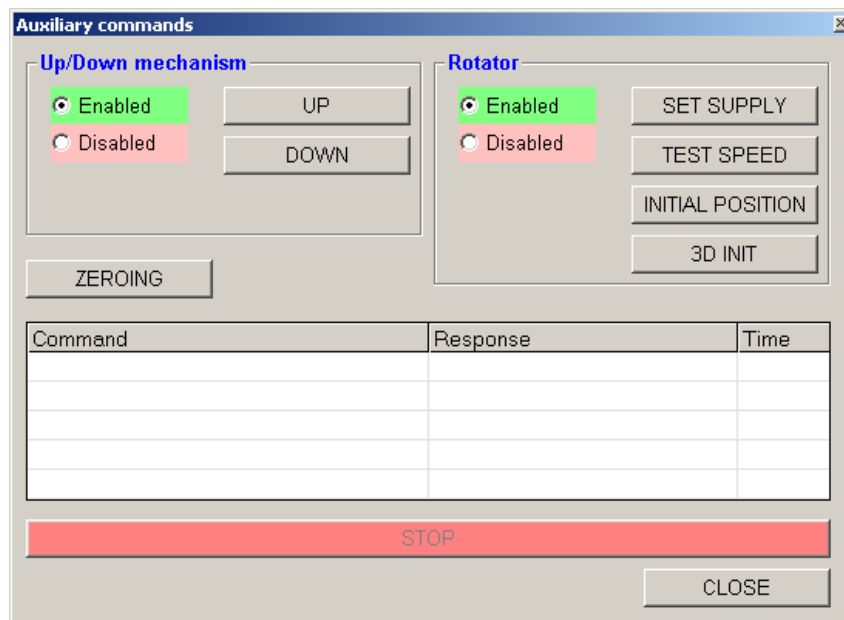 Auxiliary commands
Up/Down mechanism
Enabled
UP
Disabled
DOWN
Rotator
Enabled
SET SUPPLY
Disabled
TEST SPEED
INITIAL POSITION
3D INIT
ZEROING
Command Response Time
STOP
CLOSE